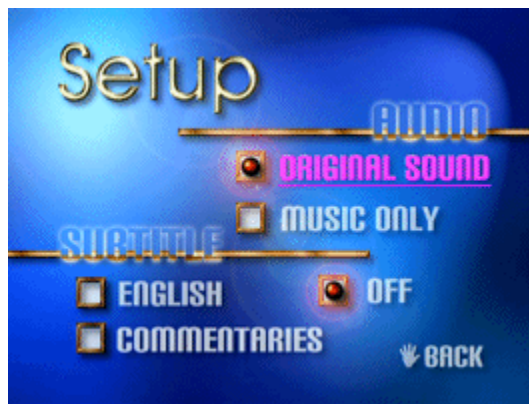 Setup
AUDIO
ORIGINAL SOUND
MUSIC ONLY
SUBTITLE
ENGLISH
OFF
COMMENTARIES
BACK